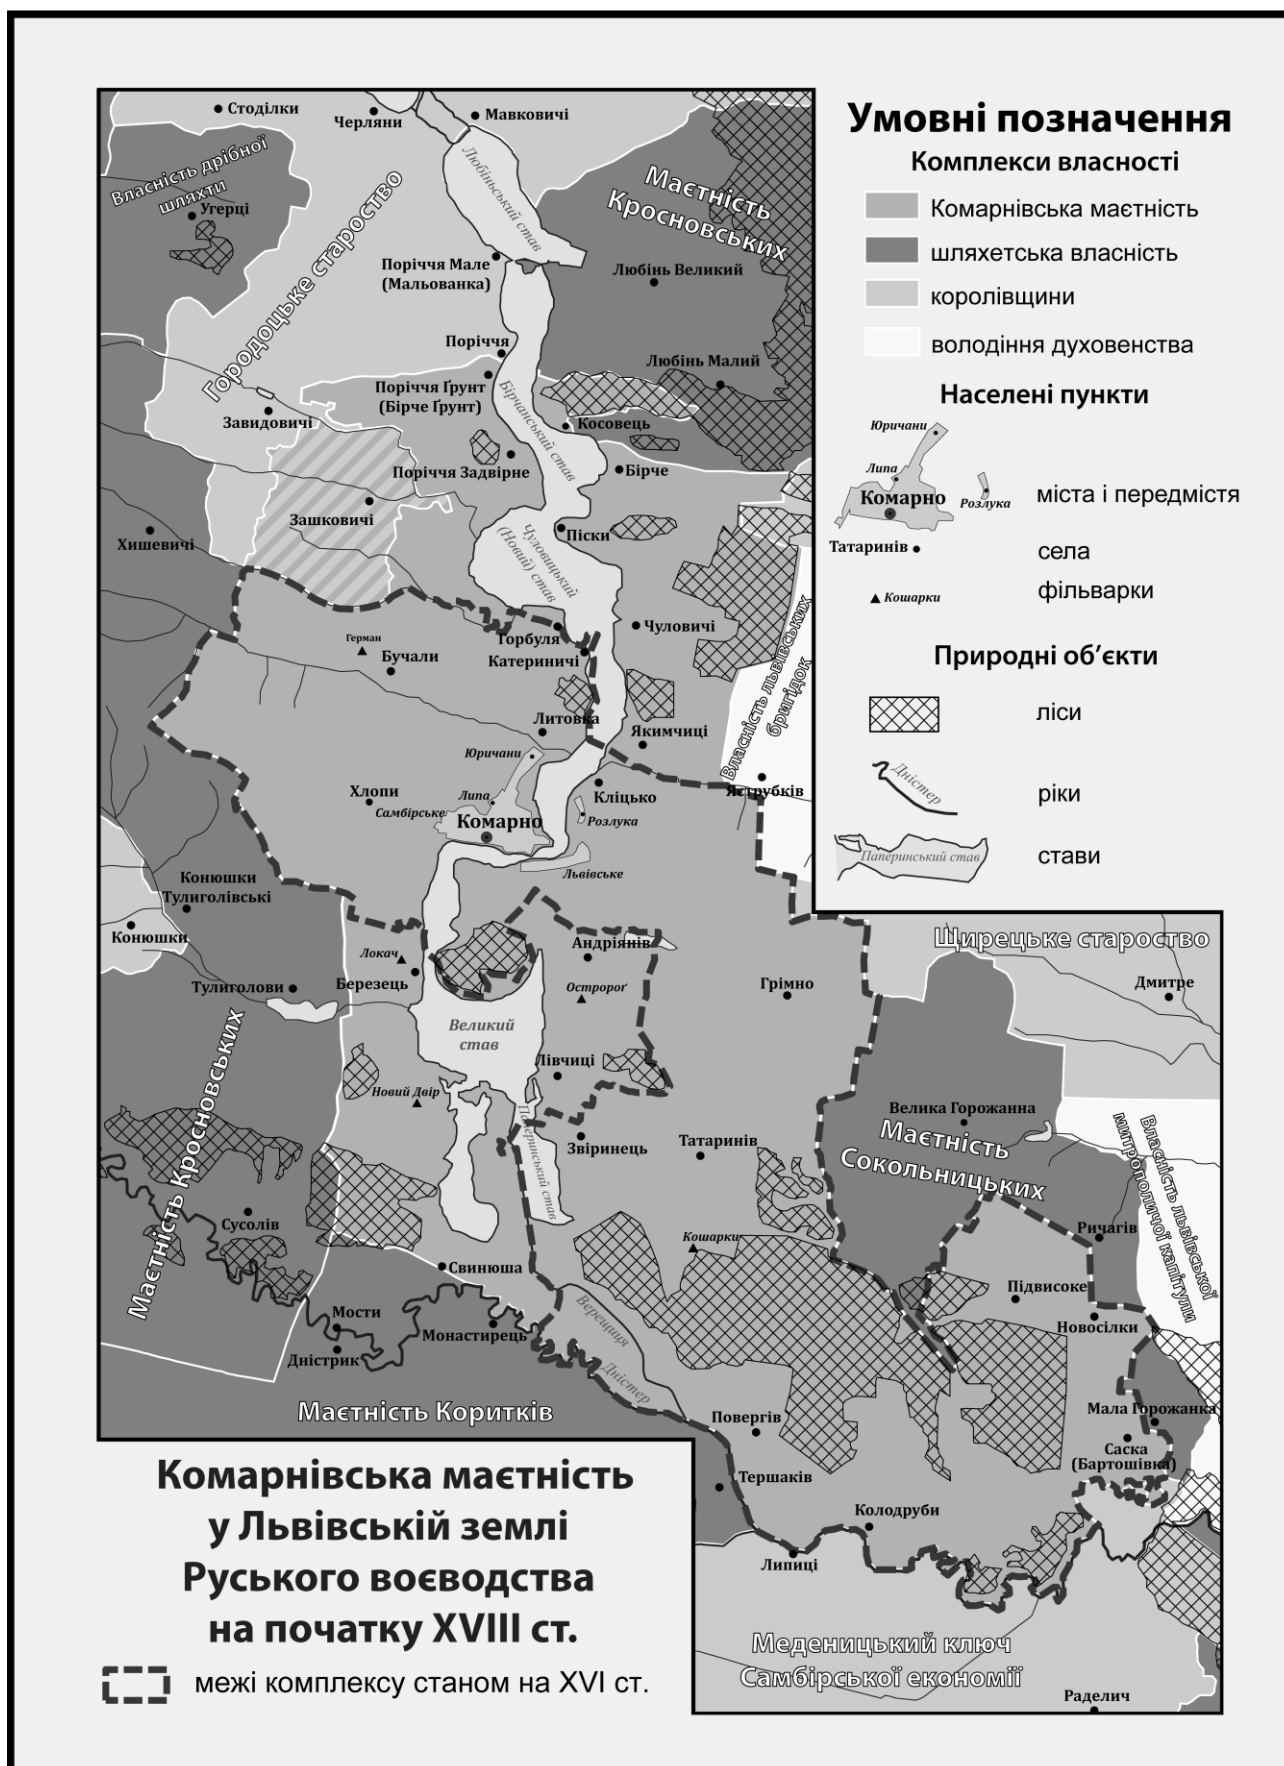 Стоділки
Черляни
Мавковичі
Любінський став
Власність дрібної
шляхти
Угерці
Городоцьке староство
Маєтність
Кросновських
Поріччя Мале
(Мальованка)
Любінь Великий
Поріччя
Любінь Малий
Поріччя Ґрунт
(Бірче Ґрунт)
Бірчанський став
Завидовичі
Косовець
Поріччя Задвірне
Бірче
Зашковичі
Хишевичі
Піски
Чуловицький
(Новий) став
Торбуля
Чуловичі
Герман
Бучали
Катериничі
Власність львівських
бригідок
Литовка
Якимчиці
Юричани
Яструбків
Хлопи
Липа
Кліцько
Самбірське
Комарно
Розлука
Львівське
Конюшки
Тулиголівські
Конюшки
Локач
Андріянів
Березець
Тулиголови
Остророґ
Грімно
Щирецьке староство
Дмитре
Великий
став
Маєтність Кросновських
Лівчиці
Новий Двір
Паперинський став
Звіринець
Татаринів
Велика Горожанна
Маєтність
Сокольницьких
Власність львівської
митрополичої капітули
Сусолів
Кошарки
Ричагів
Свинюша
Підвисоке
Мости
Монастирець
Верещиця
Новосілки
Дністрик
Дністер
Маєтність Коритків
Повергів
Мала Горожанка
Саска
(Бартошівка)
Тершаків
Колодруби
Липиці
Меденицький ключ
Самбірської економії
Раделич
Умовні позначення
Комплекси власності
Комарнівська маєтність
шляхетська власність
королівщини
володіння духовенства
Населені пункти
Юричани
Липа
Комарно
Розлука
міста і передмістя
Татаринів
села
Кошарки
фільварки
Природні об’єкти
ліси
Дністер
ріки
Паперинський став
стави
Комарнівська маєтність
у Львівській землі
Руського воєводства
на початку XVIII ст.
межі комплексу станом на XVI ст.